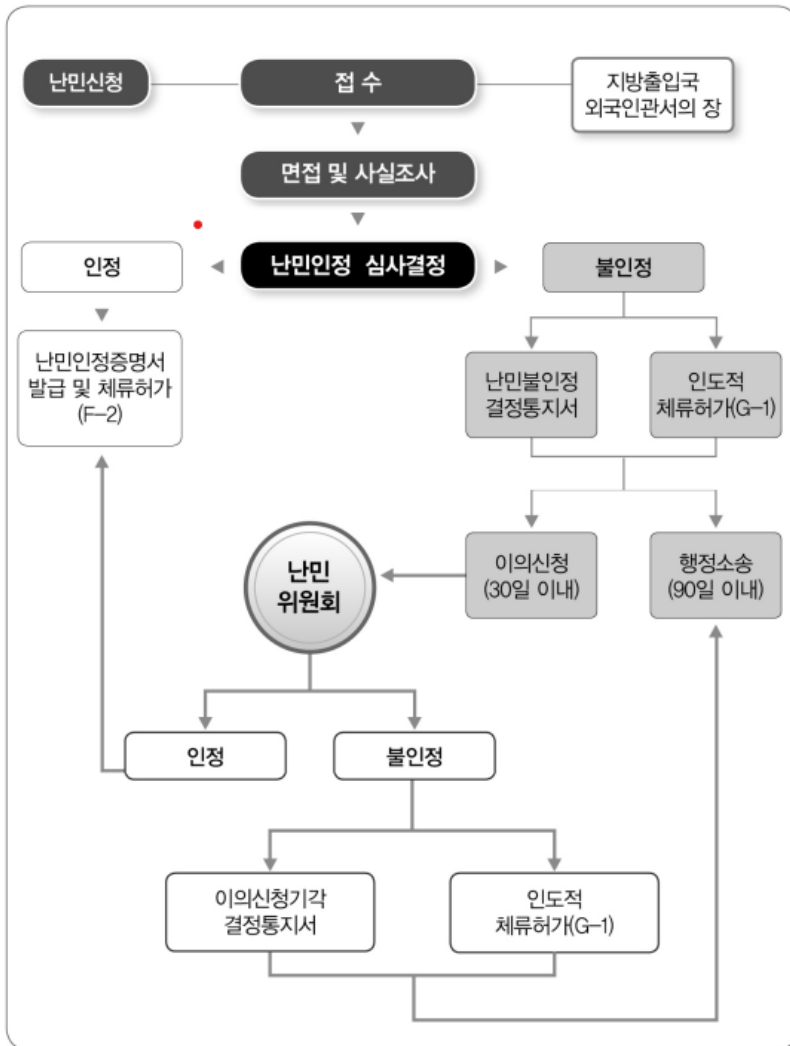 난민신청
접 수
지방출입국
외국인관서의 장
면접 및 사실조사
인정
난민인정 심사결정
불인정
난민인정증명서
발급 및 체류허가
(F-2)
난민불인정
결정통지서
인도적
체류허가(G-1)
난민
위원회
이의신청
(30일 이내)
행정소송
(90일 이내)
인정
불인정
이의신청기각
결정통지서
인도적
체류허가(G-1)